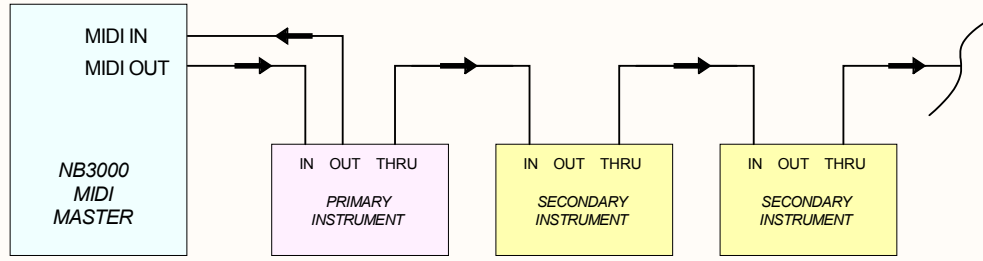 MIDI IN
MIDI OUT
NB3000
MIDI
MASTER
IN OUT THRU
PRIMARY
INSTRUMENT
IN OUT THRU
SECONDARY
INSTRUMENT
IN OUT THRU
SECONDARY
INSTRUMENT